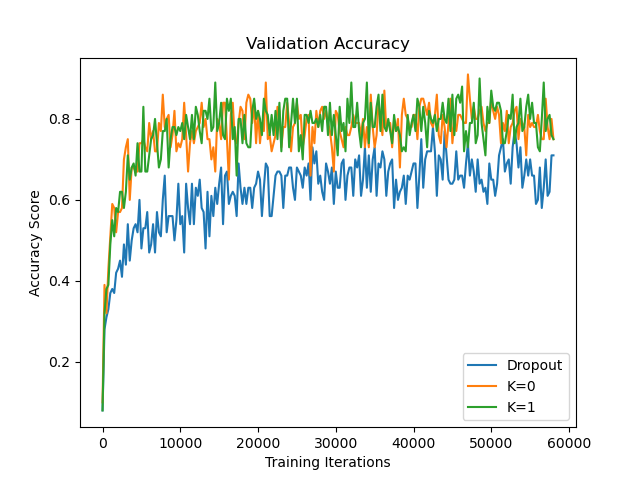 Validation Accuracy
Accuracy Score
0.8
0.6
0.4
0.2
Dropout
K=0
K=1
0 10000 20000 30000 40000 50000 60000
Training Iterations